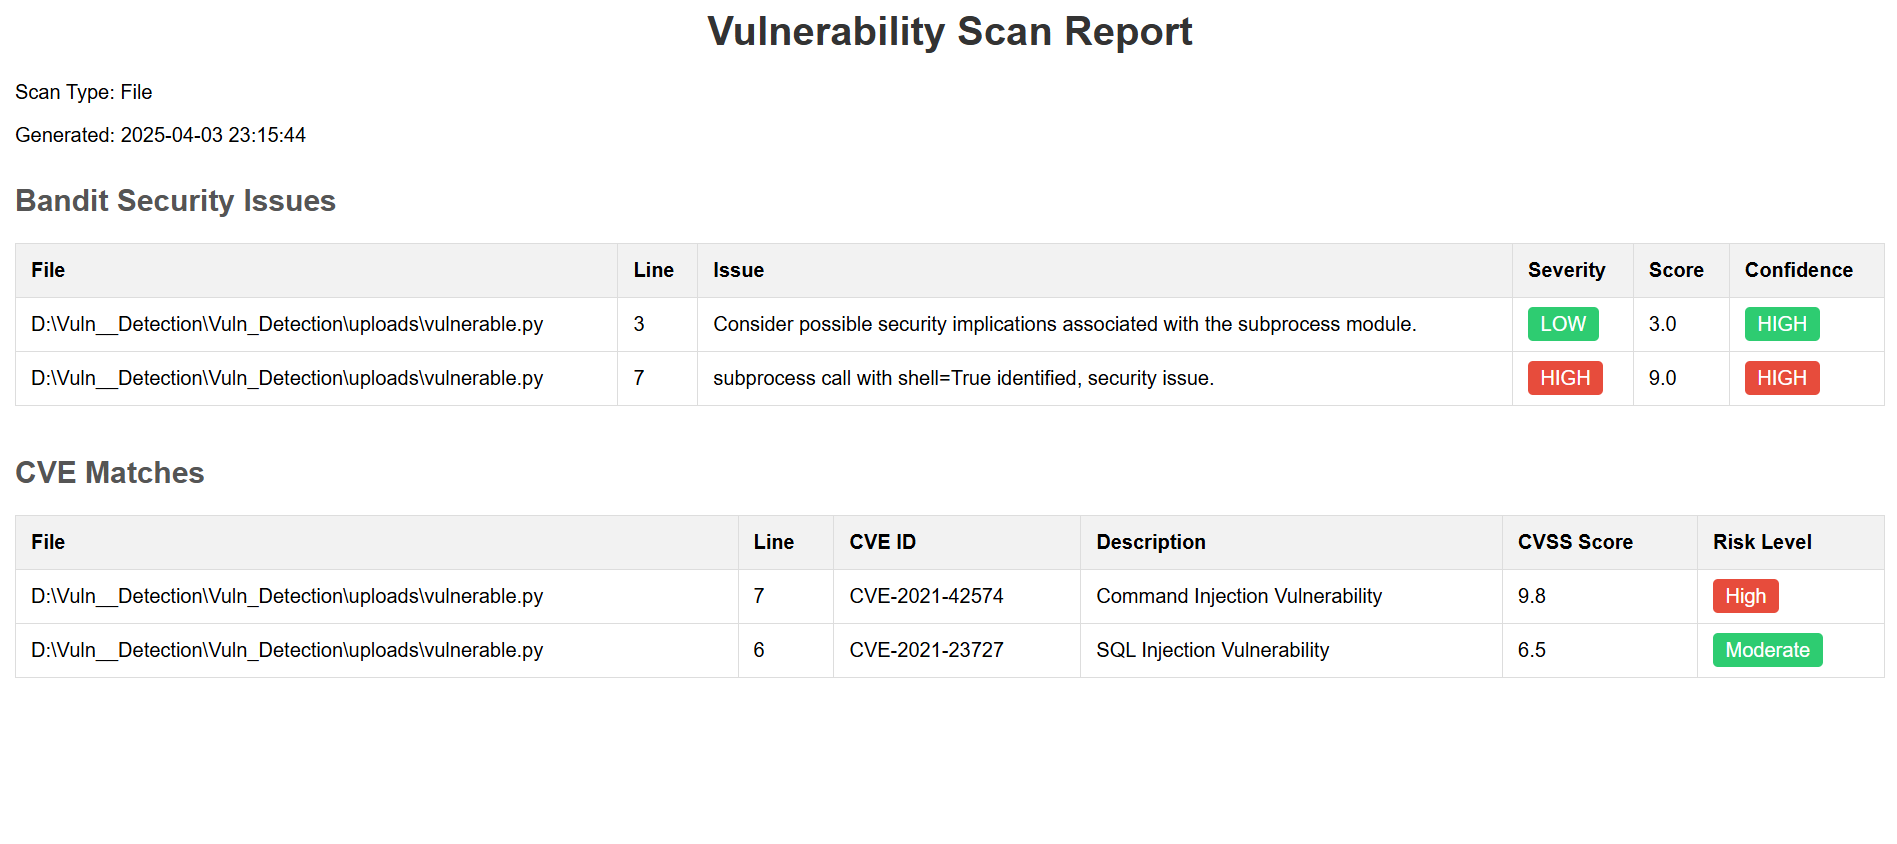 Vulnerability Scan Report
Scan Type: File
Generated: 2025-04-03 23:15:44
Bandit Security Issues
File Line Issue Severity Score Confidence
D:\Vuln__Detection\Vuln_Detection\uploads\vulnerable.py 3 Consider possible security implications associated with the subprocess module. LOW 3.0 HIGH
D:\Vuln__Detection\Vuln_Detection\uploads\vulnerable.py 7 subprocess call with shell=True identified, security issue. HIGH 9.0 HIGH
CVE Matches
File Line CVE ID Description CVSS Score Risk Level
D:\Vuln__Detection\Vuln_Detection\uploads\vulnerable.py 7 CVE-2021-42574 Command Injection Vulnerability 9.8 High
D:\Vuln__Detection\Vuln_Detection\uploads\vulnerable.py 6 CVE-2021-23727 SQL Injection Vulnerability 6.5 Moderate